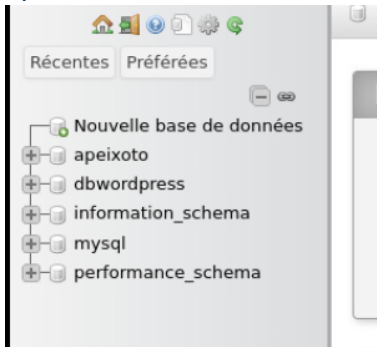 Récentes Préférées
Nouvelle base de données
apeixoto
dbwordpress
information_schema
mysql
performance_schema